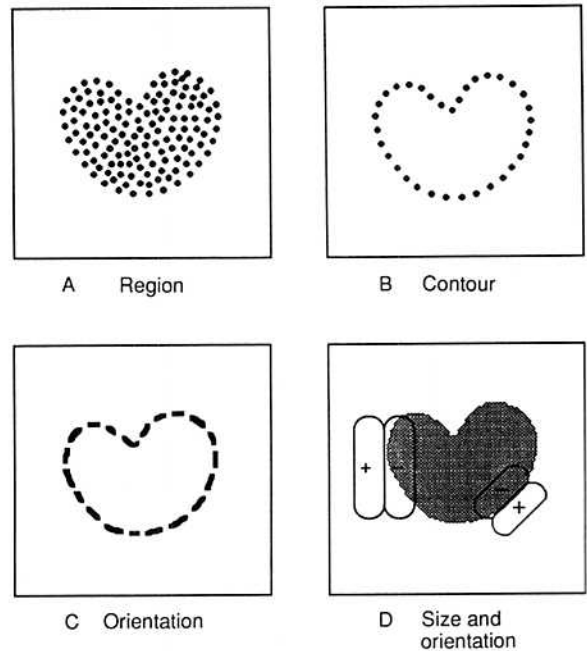 A Region
B Contour
C Orientation
+ -
- +
D Size and
orientation